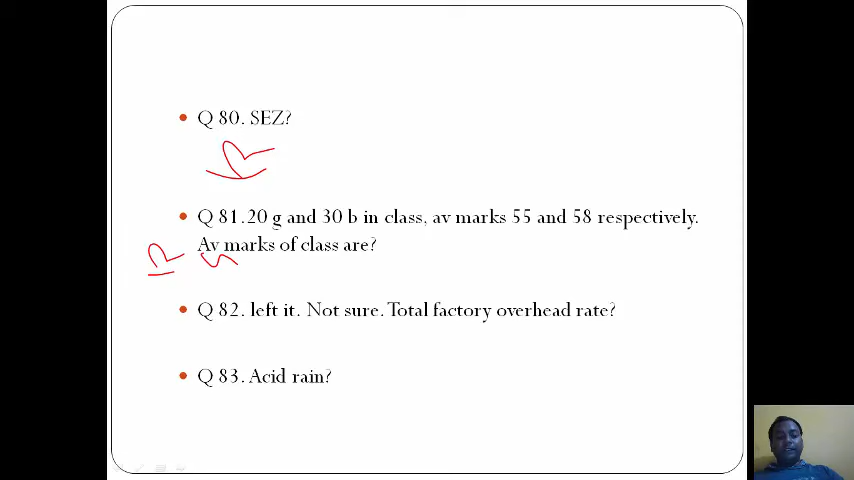 Q 80. SEZ?
Q 81.20 g and 30 b in class, av marks 55 and 58 respectively.
Av marks of class are?
Q 82. left it. Not sure. Total factory overhead rate?
Q 83. Acid rain?